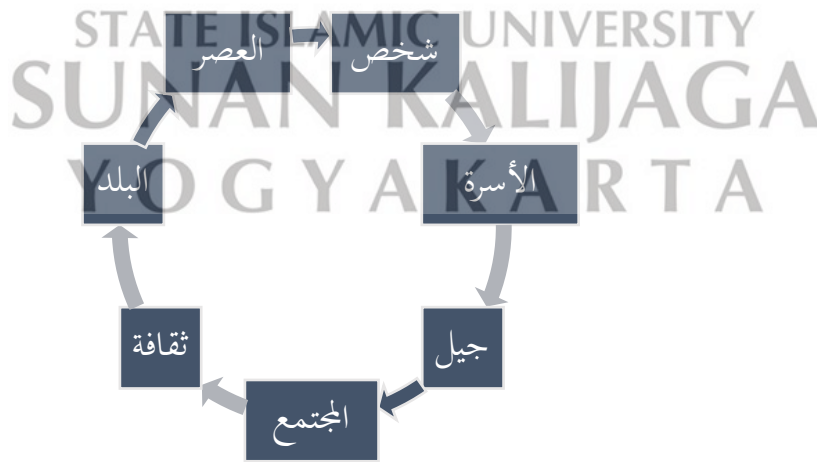 STATE ISLAMIC UNIVERSITY
SUNAN KALIJAGA
YOGYAKARTA
شخص
الأسرة
جيل
المجتمع
ثقافة
البلد
العصر